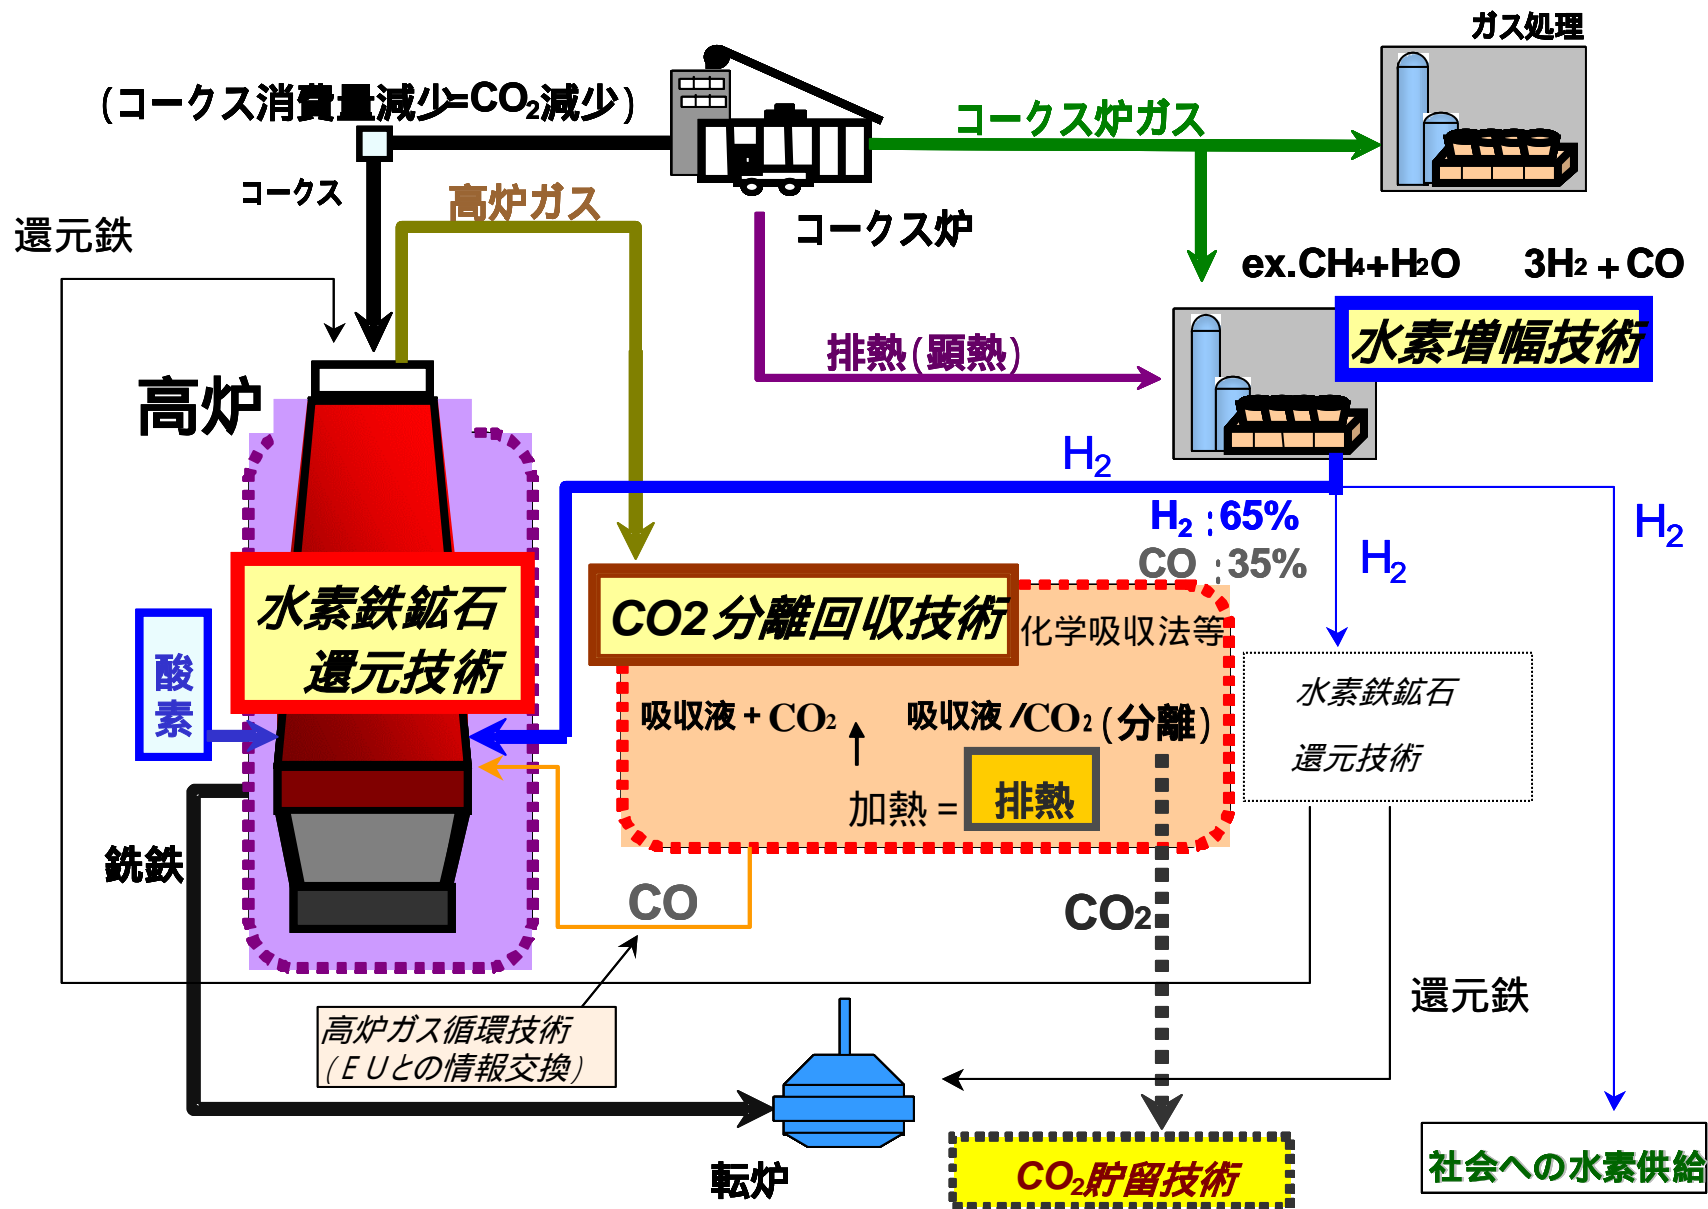 ガス処理
(コークス消費量減少=CO2減少)
コークス炉ガス
コークス
高炉ガス
還元鉄
コークス炉
ex.CH4+H2O 3H2 + CO
排熱(顕熱)
水素増幅技術
高炉
H2
H2 : 65%
CO : 35%
H2
H2
水素鉄鉱石
還元技術
CO2分離回収技術
化学吸収法等
酸素
吸収液 + CO2 吸収液/CO2 (分離)
加熱 = 排熱
水素鉄鉱石
還元技術
銑鉄
CO
CO2
還元鉄
高炉ガス循環技術
(EUとの情報交換)
転炉
CO2貯留技術
社会への水素供給